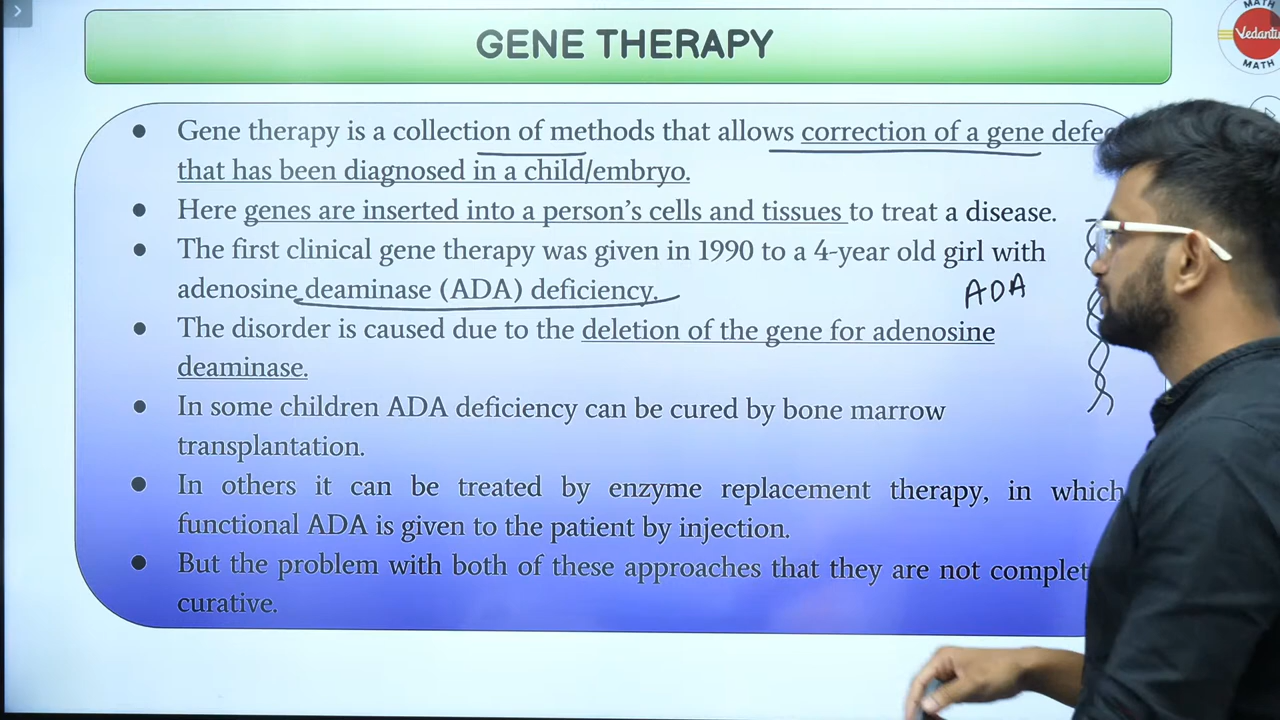 GENE THERAPY
MATH
Vedantu
MATH
● Gene therapy is a collection of methods that allows correction of a gene defec
that has been diagnosed in a child/embryo.
● Here genes are inserted into a person's cells and tissues to treat a disease.
● The first clinical gene therapy was given in 1990 to a 4-year old girl with
adenosine deaminase (ADA) deficiency.
ADA
● The disorder is caused due to the deletion of the gene for adenosine
deaminase.
● In some children ADA deficiency can be cured by bone marrow
transplantation.
● In others it can be treated by enzyme replacement therapy, in which
functional ADA is given to the patient by injection.
● But the problem with both of these approaches that they are not complet
curative.